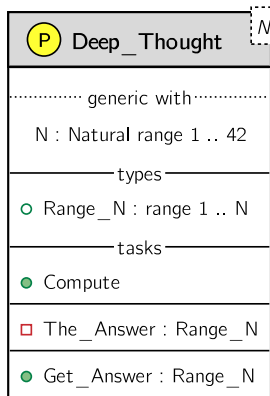 N
P Deep_Thought
generic with
N : Natural range 1 .. 42
types
Range_N : range 1 .. N
tasks
Compute
The_Answer : Range_N
Get_Answer : Range_N